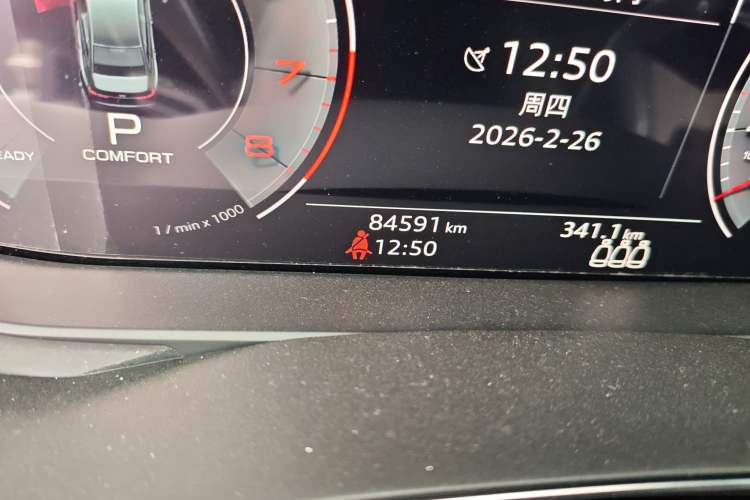 12:50
周四
2026-2-26
7
8
P
COMFORT
1 / min x 1000
84591 km
341.1 km
12:50